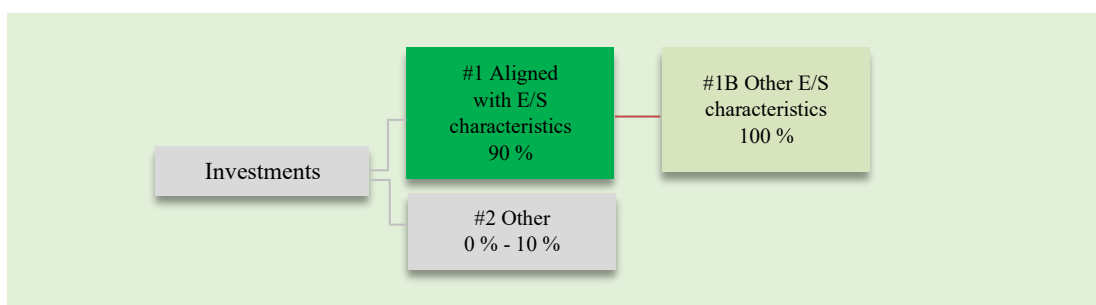 Investments
#1 Aligned
with E/S
characteristics
90 %
#1B Other E/S
characteristics
100 %
#2 Other
0 % - 10 %